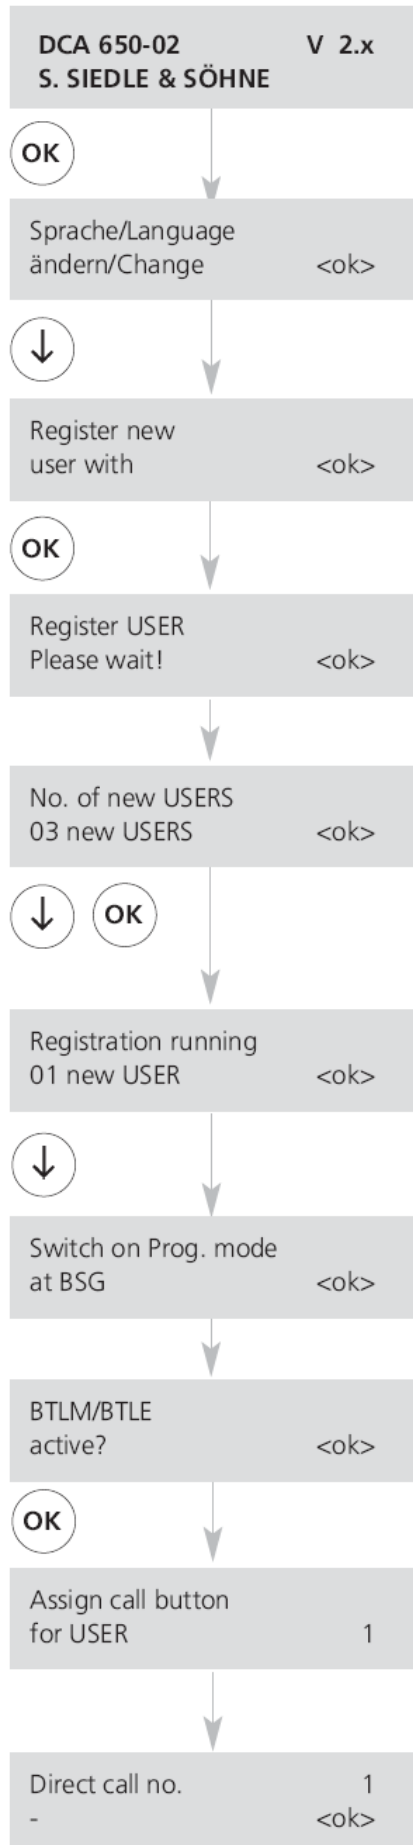 DCA 650-02 V 2.x
S. SIEDLE & SÖHNE
OK
Sprache/Language
ändern/Change <ok>
↓
Register new
user with <ok>
OK
Register USER
Please wait! <ok>
No. of new USERS
03 new USERS <ok>
↓ OK
Registration running
01 new USER <ok>
↓
Switch on Prog. mode
at BSG <ok>
BTLM/BTLE
active? <ok>
OK
Assign call button
for USER 1
Direct call no. 1
- <ok>